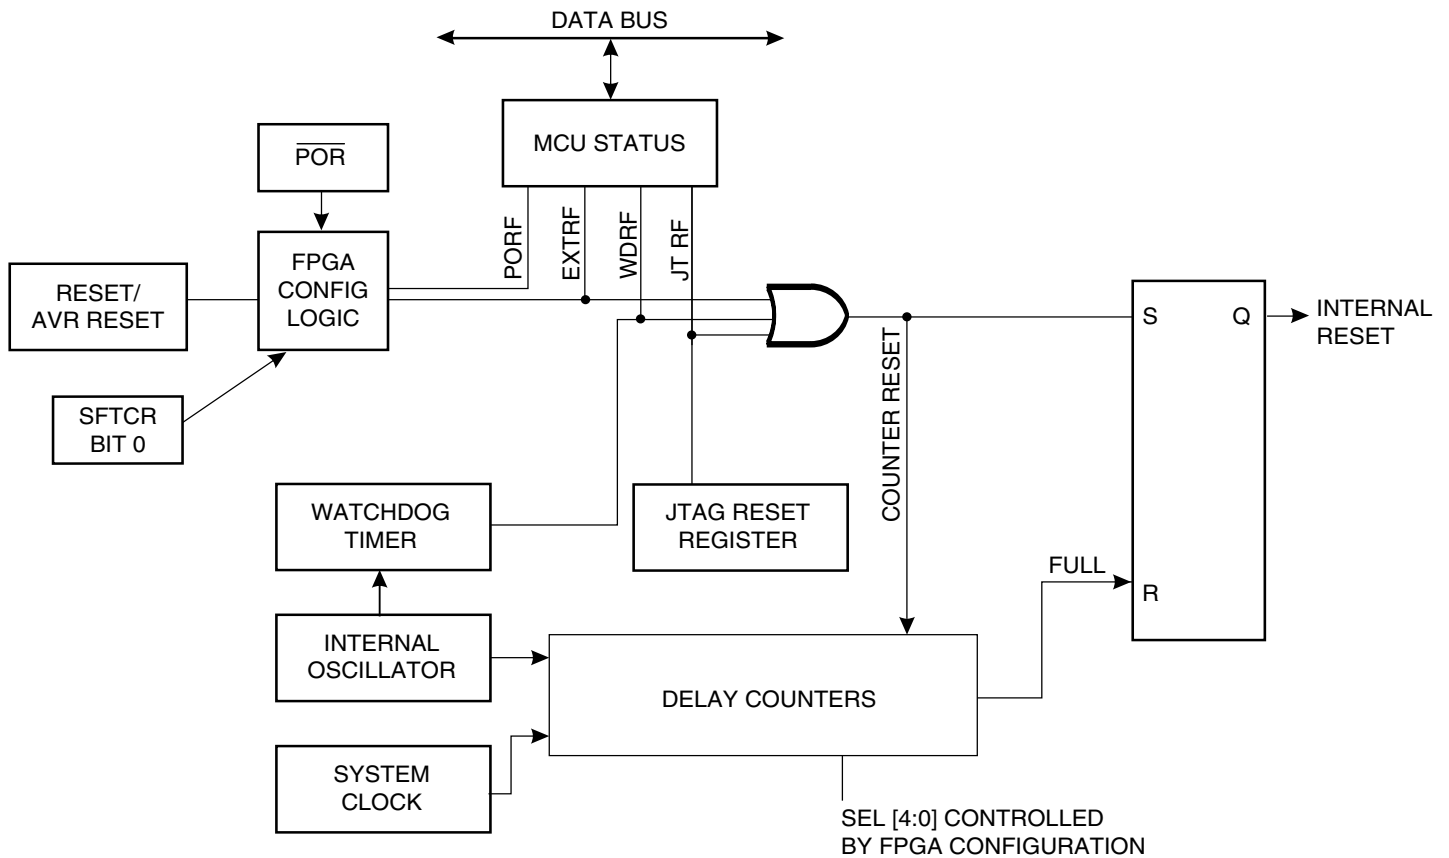 DATA BUS
MCU STATUS
POR
PORF
EXTRF
WDRF
JT RF
FPGA
CONFIG
LOGIC
RESET/
AVR RESET
SFTCR
BIT 0
S
Q
INTERNAL
RESET
COUNTER RESET
WATCHDOG
TIMER
JTAG RESET
REGISTER
FULL
R
INTERNAL
OSCILLATOR
DELAY COUNTERS
SYSTEM
CLOCK
SEL [4:0] CONTROLLED
BY FPGA CONFIGURATION